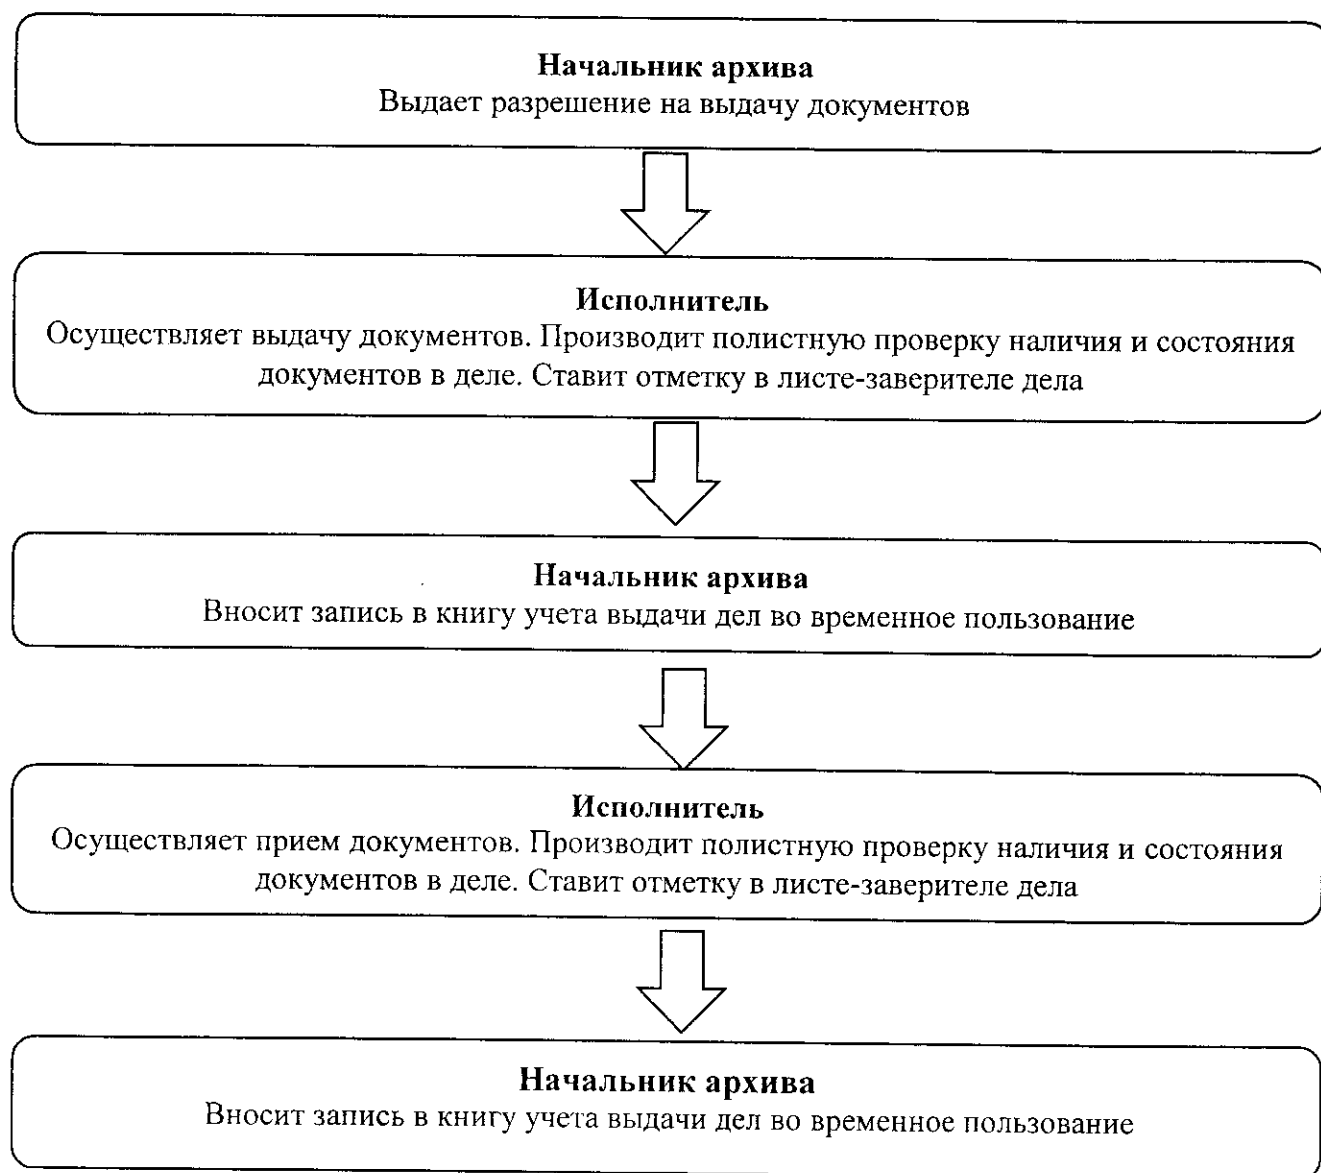 Начальник архива
Выдает разрешение на выдачу документов
Исполнитель
Осуществляет выдачу документов. Производит полистную проверку наличия и состояния
документов в деле. Ставит отметку в листе-заверителе дела
Начальник архива
Вносит запись в книгу учета выдачи дел во временное пользование
Исполнитель
Осуществляет прием документов. Производит полистную проверку наличия и состояния
документов в деле. Ставит отметку в листе-заверителе дела
Начальник архива
Вносит запись в книгу учета выдачи дел во временное пользование